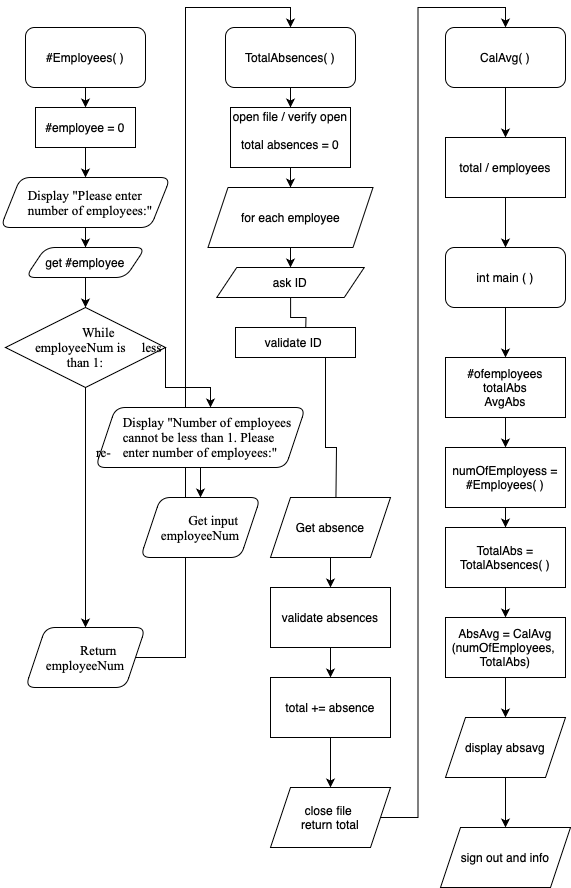 #Employees( )
#employee = 0
Display "Please enter
number of employees:"
get #employee
While
employeeNum is less
than 1:
Display "Number of employees
cannot be less than 1. Please
re- enter number of employees:"
Get input
employeeNum
Return
employeeNum
TotalAbsences( )
open file / verify open
total absences = 0
for each employee
ask ID
validate ID
Get absence
validate absences
total += absence
close file
return total
CalAvg( )
total / employees
int main ( )
#ofemployees
totalAbs
AvgAbs
numOfEmployess =
#Employees( )
TotalAbs =
TotalAbsences( )
AbsAvg = CalAvg
(numOfEmployees,
TotalAbs)
display absavg
sign out and info